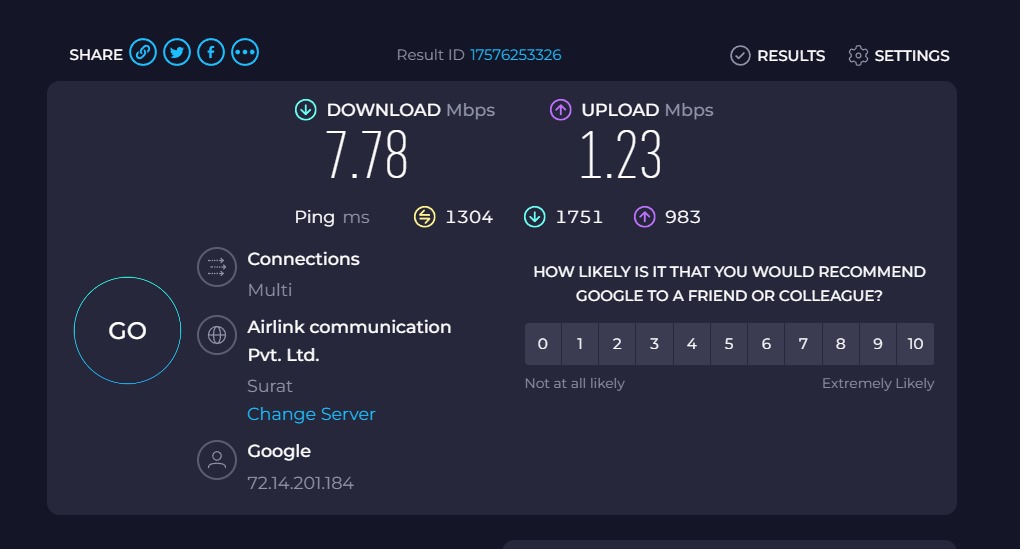 SHARE
Result ID 17576253326
RESULTS
SETTINGS
DOWNLOAD Mbps
7.78
UPLOAD Mbps
1.23
Ping ms
1304
1751
983
GO
Connections
Multi
Airlink communication
Pvt. Ltd.
Surat
Change Server
Google
72.14.201.184
HOW LIKELY IS IT THAT YOU WOULD RECOMMEND
GOOGLE TO A FRIEND OR COLLEAGUE?
0 1 2 3 4 5 6 7 8 9 10
Not at all likely
Extremely Likely